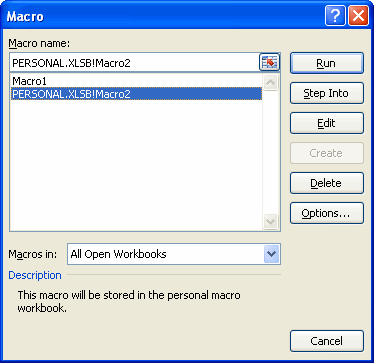 Macro
Macro name:
PERSONAL.XLSB!Macro2
Macro1
PERSONAL.XLSB!Macro2
Run
Step Into
Edit
Create
Delete
Options...
Macros in: All Open Workbooks
Description
This macro will be stored in the personal macro
workbook.
Cancel